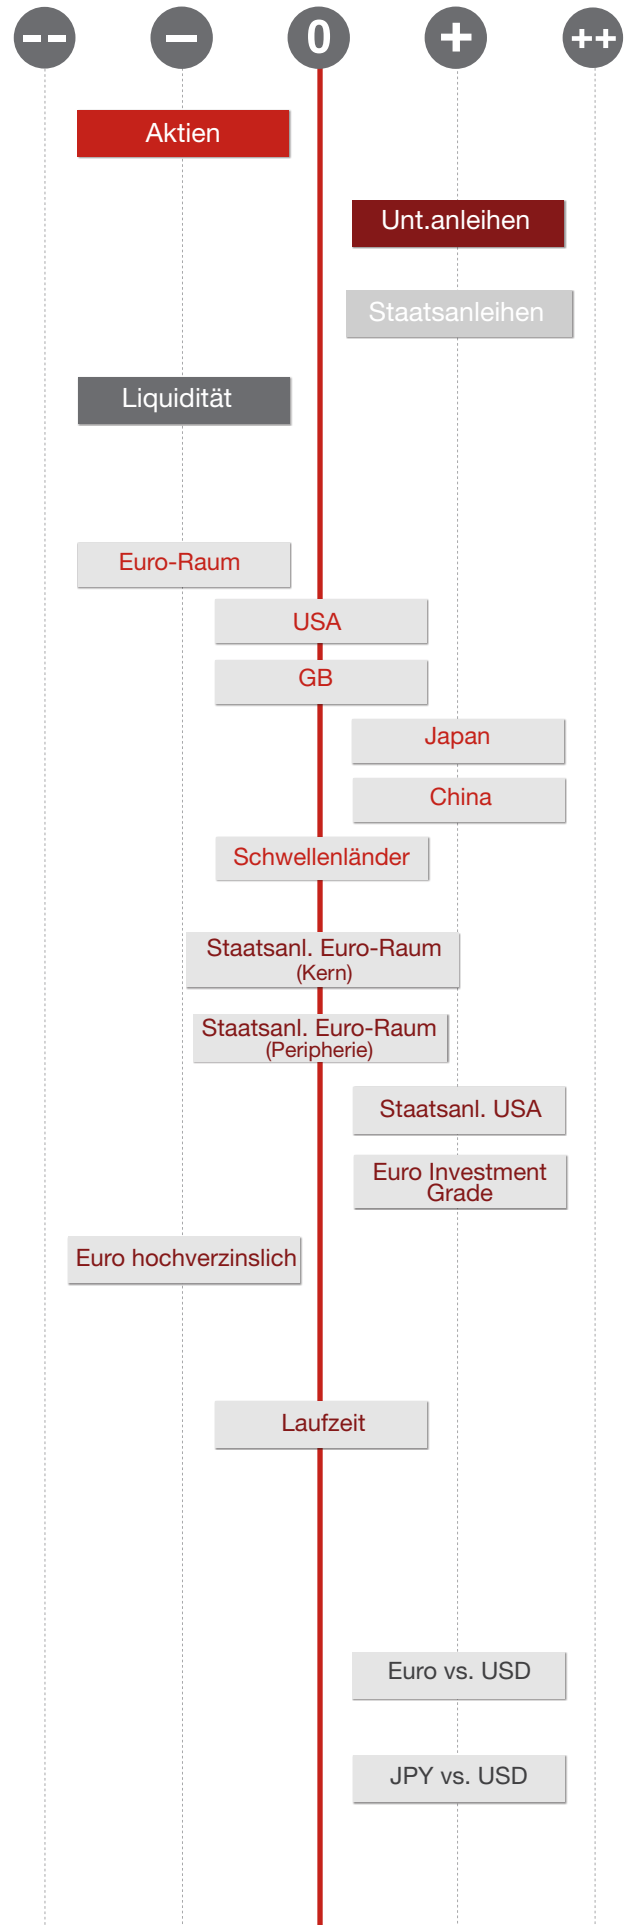 -- - 0 + ++
Aktien
Unt.anleihen
Staatsanleihen
Liquidität
Euro-Raum
USA
GB
Japan
China
Schwellenländer
Staatsanl. Euro-Raum
(Kern)
Staatsanl. Euro-Raum
(Peripherie)
Staatsanl. USA
Euro Investment
Grade
Euro hochverzinslich
Laufzeit
Euro vs. USD
JPY vs. USD